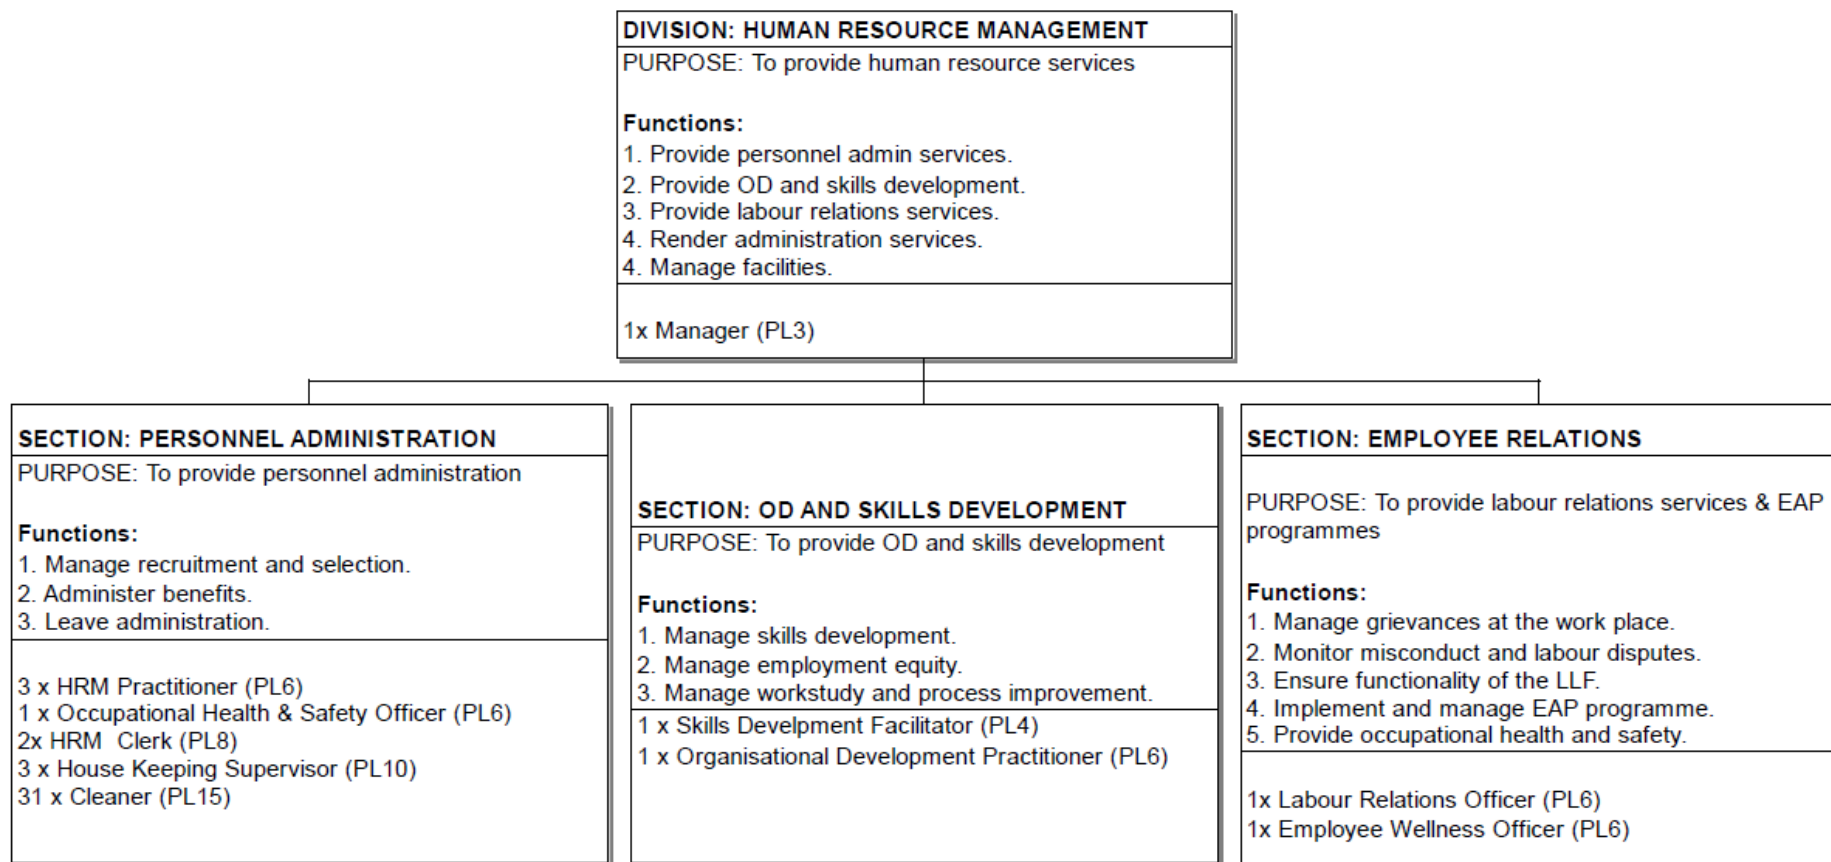 DIVISION: HUMAN RESOURCE MANAGEMENT
PURPOSE: To provide human resource services
Functions:
1. Provide personnel admin services.
2. Provide OD and skills development.
3. Provide labour relations services.
4. Render administration services.
4. Manage facilities.
1x Manager (PL3)
SECTION: PERSONNEL ADMINISTRATION
PURPOSE: To provide personnel administration
Functions:
1. Manage recruitment and selection.
2. Administer benefits.
3. Leave administration.
3 x HRM Practitioner (PL6)
1 x Occupational Health & Safety Officer (PL6)
2x HRM  Clerk (PL8)
3 x House Keeping Supervisor (PL10)
31 x Cleaner (PL15)
SECTION: OD AND SKILLS DEVELOPMENT
PURPOSE: To provide OD and skills development
Functions:
1. Manage skills development.
2. Manage employment equity.
3. Manage workstudy and process improvement.
1 x Skills Develpment Facilitator (PL4)
1 x Organisational Development Practitioner (PL6)
SECTION: EMPLOYEE RELATIONS
PURPOSE: To provide labour relations services & EAP
programmes
Functions:
1. Manage grievances at the work place.
2. Monitor misconduct and labour disputes.
3. Ensure functionality of the LLF.
4. Implement and manage EAP programme.
5. Provide occupational health and safety.
1x Labour Relations Officer (PL6)
1x Employee Wellness Officer (PL6)